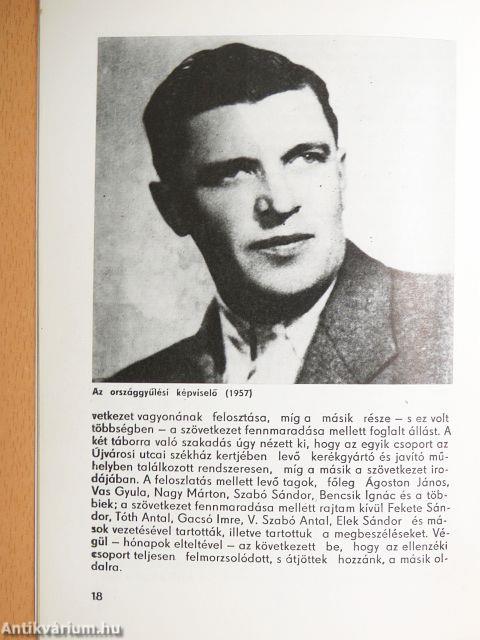 Az országgyűlési képviselő (1957)
vetkezet vagyonának felosztása, míg a másik része – s ez volt
többségben – a szövetkezet fennmaradása mellett foglalt állást. A
két táborra való szakadás úgy nézett ki, hogy az egyik csoport az
Újvárosi utcai székház kertjében levő kerékgyártó és javító mű-
helyben találkozott rendszeresen, míg a másik a szövetkezet iro-
dájában. A feloszlatás mellett levő tagok, főleg Ágoston János,
Vas Gyula, Nagy Márton, Szabó Sándor, Bencsik Ignác és a töb-
biek; a szövetkezet fennmaradása mellett rajtam kívül Fekete Sán-
dor, Tóth Antal, Gacsó Imre, V. Szabó Antal, Elek Sándor és má-
sok vezetésével tartották, illetve tartottuk a megbeszéléseket. Vé-
gül – hónapok elteltével – az következett be, hogy az ellenzéki
csoport teljesen felmorzsolódott, s átjöttek hozzánk, a másik ol-
dalra.
18
Antikvárium.hu